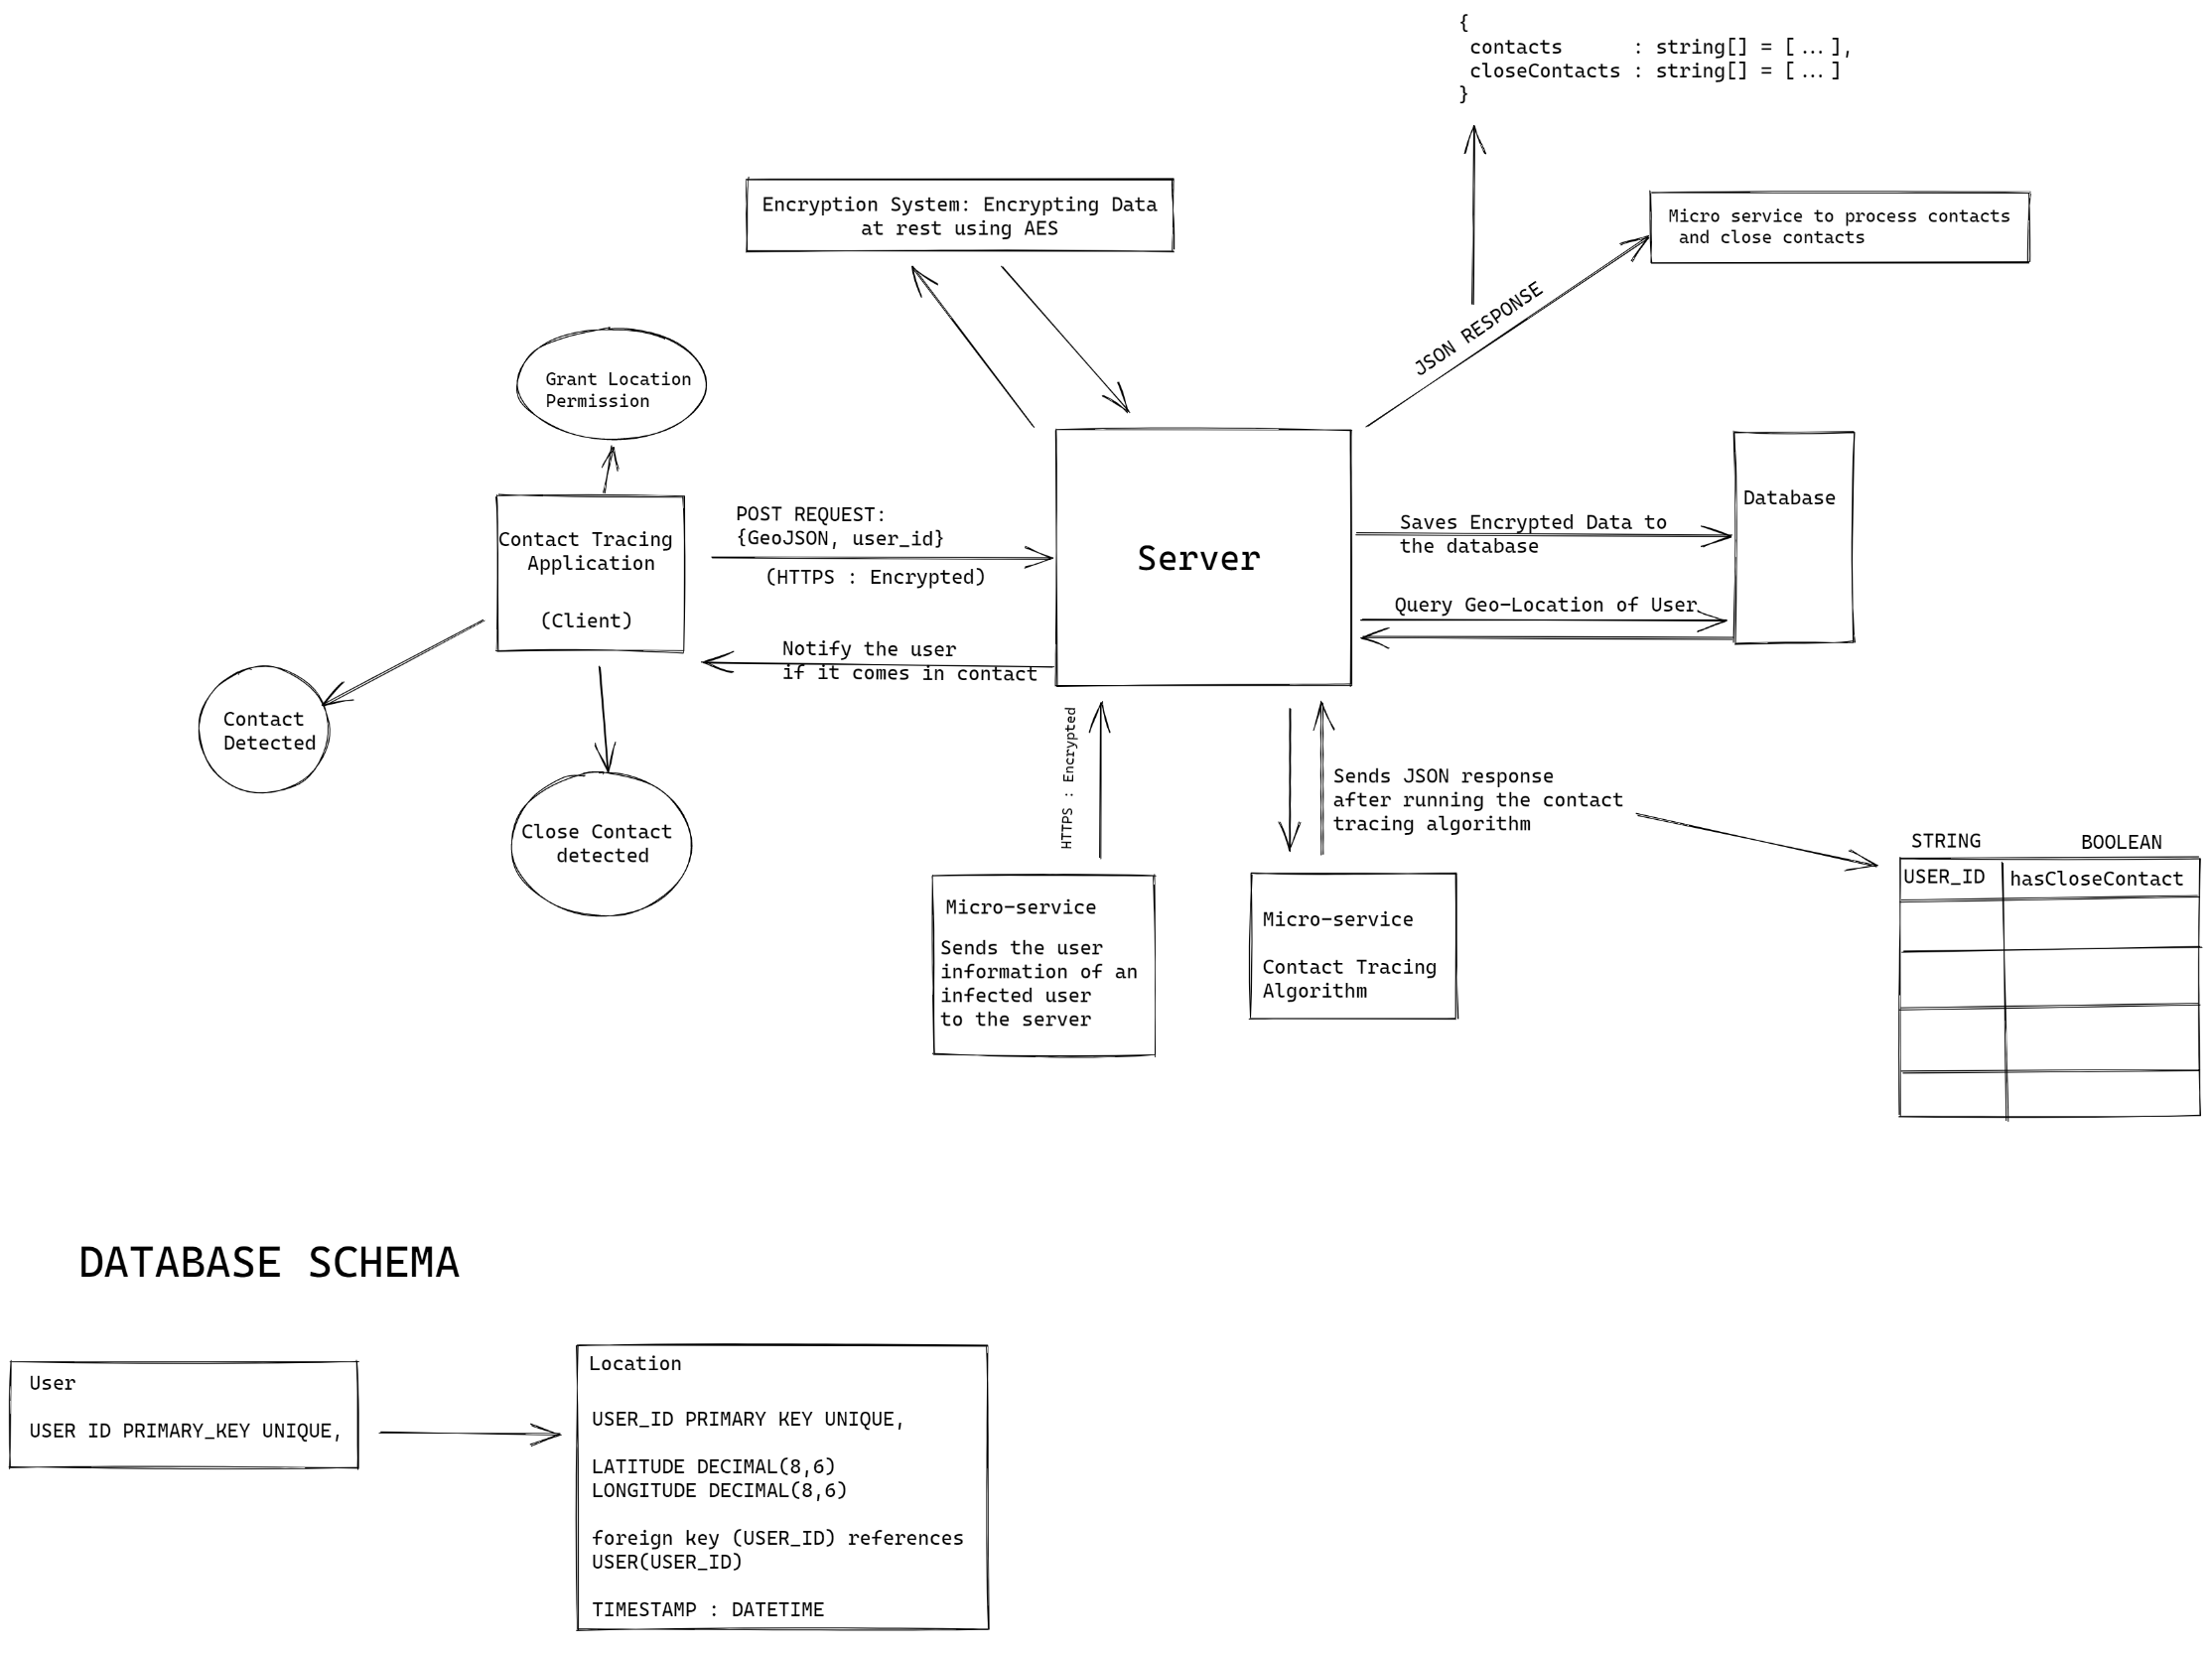 {
contacts      : string[] = [ ... ],
closeContacts : string[] = [ ... ]
}
Encryption System: Encrypting Data
at rest using AES
Micro service to process contacts
and close contacts
JSON RESPONSE
Grant Location
Permission
Contact Tracing
Application
(Client)
POST REQUEST:
{GeoJSON, user_id}
(HTTPS : Encrypted)
Notify the user
if it comes in contact
Server
Saves Encrypted Data to
the database
Query Geo-Location of User
Database
Contact
Detected
Close Contact
detected
HTTPS : Encrypted
Sends JSON response
after running the contact
tracing algorithm
Micro-service
Sends the user
information of an
infected user
to the server
Micro-service
Contact Tracing
Algorithm
STRING
BOOLEAN
USER_ID
hasCloseContact
DATABASE SCHEMA
User
USER ID PRIMARY_KEY UNIQUE,
Location
USER_ID PRIMARY KEY UNIQUE,
LATITUDE DECIMAL(8,6)
LONGITUDE DECIMAL(8,6)
foreign key (USER_ID) references
USER(USER_ID)
TIMESTAMP : DATETIME